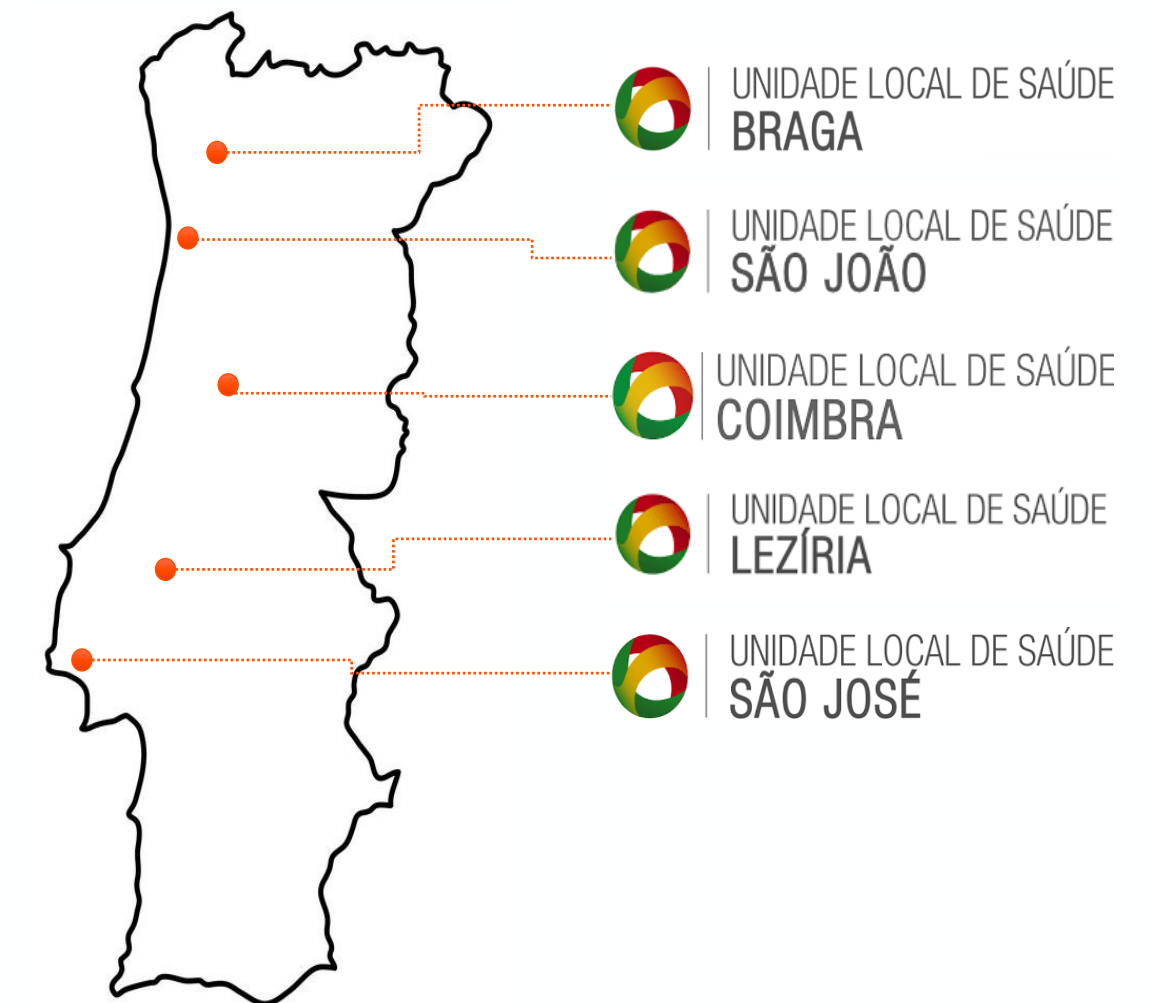 UNIDADE LOCAL DE SAÚDE
BRAGA
UNIDADE LOCAL DE SAÚDE
SÃO JOÃO
UNIDADE LOCAL DE SAÚDE
COIMBRA
UNIDADE LOCAL DE SAÚDE
LEZÍRIA
UNIDADE LOCAL DE SAÚDE
SÃO JOSÉ